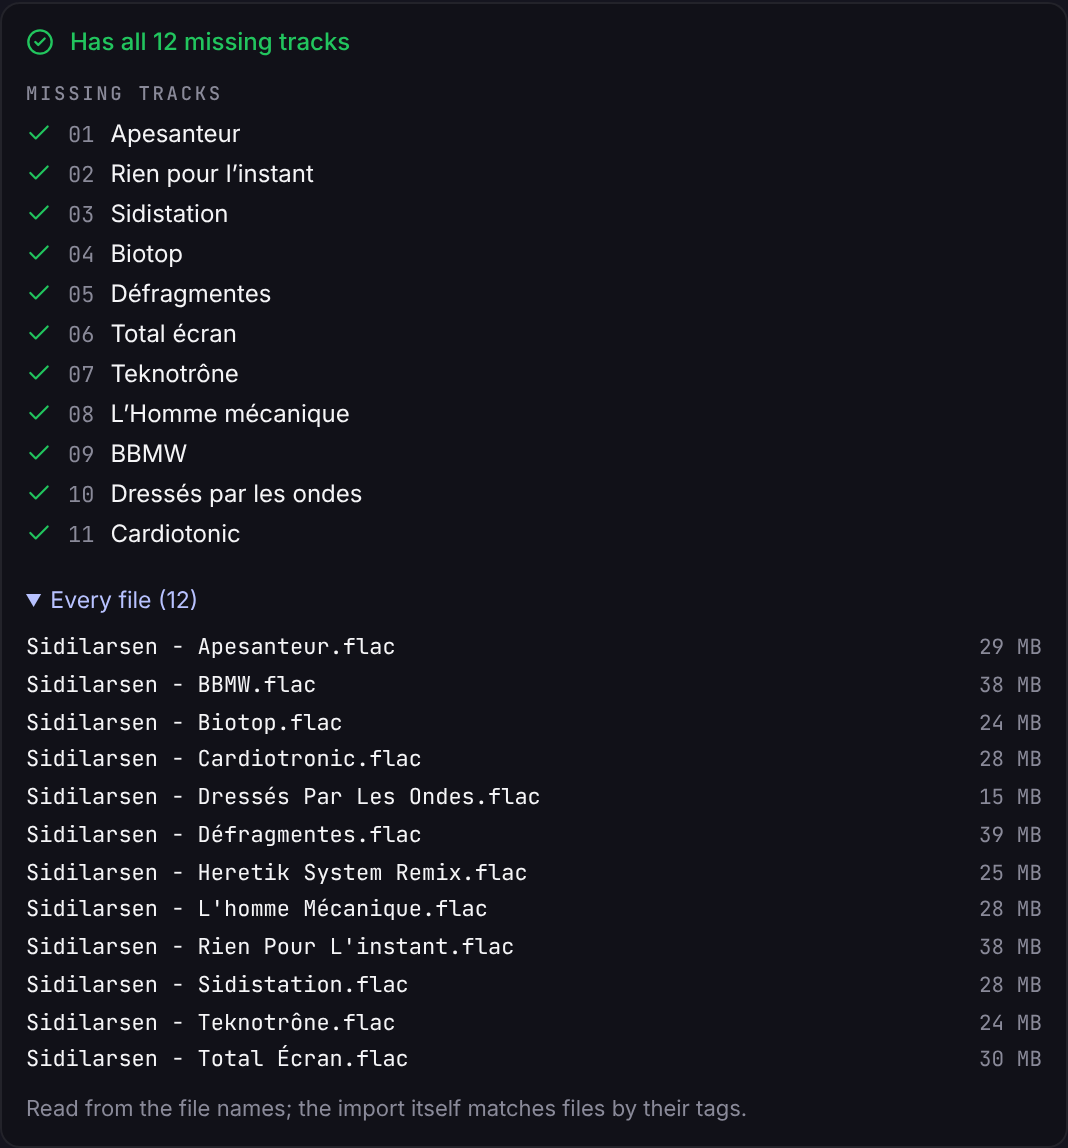 Has all 12 missing tracks
MISSING TRACKS
01 Apesanteur
02 Rien pour l’instant
03 Sidistation
04 Biotop
05 Défragmentes
06 Total écran
07 Teknotrône
08 L’Homme mécanique
09 BBMW
10 Dressés par les ondes
11 Cardiotonic
Every file (12)
Sidilarsen - Apesanteur.flac 29 MB
Sidilarsen - BBMW.flac 38 MB
Sidilarsen - Biotop.flac 24 MB
Sidilarsen - Cardiotronic.flac 28 MB
Sidilarsen - Dressés Par Les Ondes.flac 15 MB
Sidilarsen - Défragmentes.flac 39 MB
Sidilarsen - Heretik System Remix.flac 25 MB
Sidilarsen - L'homme Mécanique.flac 28 MB
Sidilarsen - Rien Pour L'instant.flac 38 MB
Sidilarsen - Sidistation.flac 28 MB
Sidilarsen - Teknotrône.flac 24 MB
Sidilarsen - Total Écran.flac 30 MB
Read from the file names; the import itself matches files by their tags.